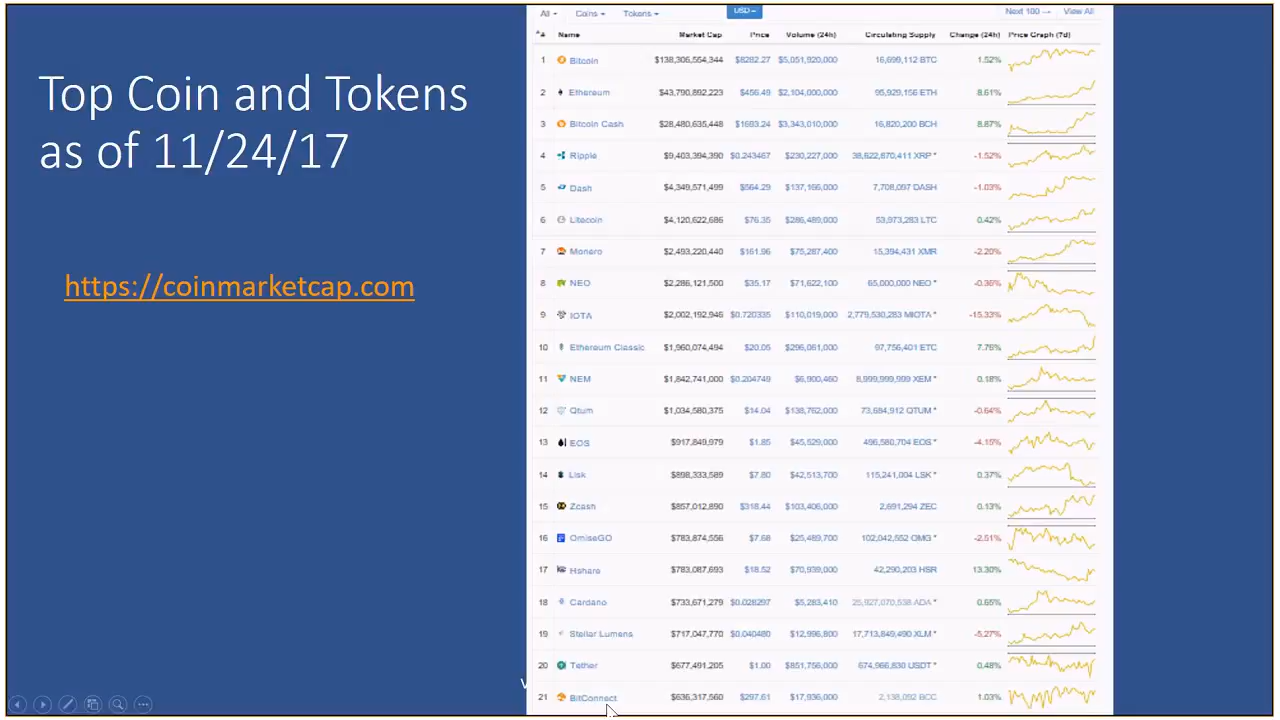 Top Coin and Tokens
as of 11/24/17
https://coinmarketcap.com
All Coins Tokens USD Next 100 → View All
# Name Market Cap Price Volume (24h) Circulating Supply Change (24h) Price Graph (7d)
1 Bitcoin $138,306,554,344 $8282.27 $5,051,920,000 16,699,112 BTC 1.52%
2 Ethereum $43,790,892,223 $456.49 $2,104,000,000 95,929,156 ETH 8.61%
3 Bitcoin Cash $28,480,635,448 $1693.24 $3,343,010,000 16,820,200 BCH 8.87%
4 Ripple $9,403,394,390 $0.243467 $230,227,000 38,622,870,411 XRP * -1.52%
5 Dash $4,349,571,499 $564.29 $137,166,000 7,708,097 DASH -1.03%
6 Litecoin $4,120,622,686 $76.35 $286,489,000 53,973,283 LTC 0.42%
7 Monero $2,493,220,440 $161.96 $75,287,400 15,394,431 XMR -2.20%
8 NEO $2,286,121,500 $35.17 $71,622,100 65,000,000 NEO * -0.36%
9 IOTA $2,002,192,946 $0.720335 $110,019,000 2,779,530,283 MIOTA * -15.33%
10 Ethereum Classic $1,960,074,494 $20.05 $296,061,000 97,756,401 ETC 7.76%
11 NEM $1,842,741,000 $0.204749 $6,900,460 8,999,999,999 XEM * 0.18%
12 Qtum $1,034,580,375 $14.04 $138,762,000 73,684,912 QTUM * -0.64%
13 EOS $917,849,979 $1.85 $45,529,000 496,580,704 EOS * -4.15%
14 Lisk $898,333,589 $7.80 $42,513,700 115,241,004 LSK * 0.37%
15 Zcash $857,012,890 $318.44 $103,406,000 2,691,294 ZEC 0.13%
16 OmiseGO $783,874,556 $7.68 $25,489,700 102,042,552 OMG * -2.51%
17 Hshare $783,087,693 $18.52 $70,939,000 42,290,203 HSR 13.30%
18 Cardano $733,671,279 $0.028297 $5,283,410 25,927,070,538 ADA * 0.65%
19 Stellar Lumens $717,047,770 $0.040480 $12,996,800 17,713,849,490 XLM * -5.27%
20 Tether $677,491,205 $1.00 $851,756,000 674,966,830 USDT * 0.48%
21 BitConnect $636,317,560 $297.61 $17,936,000 2,138,092 BCC 1.03%